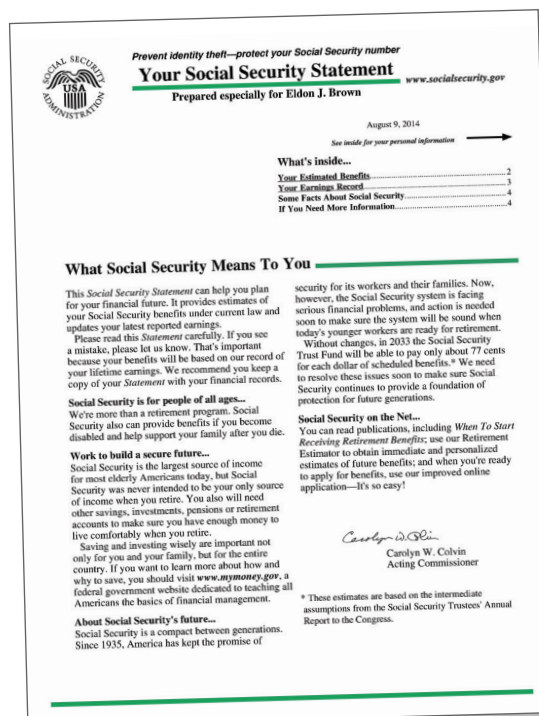 SOCIAL SECURITY ADMINISTRATION
USA
Prevent identity theft—protect your Social Security number
Your Social Security Statement
www.socialsecurity.gov
Prepared especially for Eldon J. Brown
August 9, 2014
See inside for your personal information
What's inside...
Your Estimated Benefits..........2
Your Earnings Record..........3
Some Facts About Social Security..........4
If You Need More Information..........4
What Social Security Means To You
This Social Security Statement can help you plan
for your financial future. It provides estimates of
your Social Security benefits under current law and
updates your latest reported earnings.
Please read this Statement carefully. If you see
a mistake, please let us know. That's important
because your benefits will be based on our record of
your lifetime earnings. We recommend you keep a
copy of your Statement with your financial records.
Social Security is for people of all ages...
We're more than a retirement program. Social
Security also can provide benefits if you become
disabled and help support your family after you die.
Work to build a secure future...
Social Security is the largest source of income
for most elderly Americans today, but Social
Security was never intended to be your only source
of income when you retire. You also will need
other savings, investments, pensions or retirement
accounts to make sure you have enough money to
live comfortably when you retire.
Saving and investing wisely are important not
only for you and your family, but for the entire
country. If you want to learn more about how and
why to save, you should visit www.mymoney.gov, a
federal government website dedicated to teaching all
Americans the basics of financial management.
About Social Security's future...
Social Security is a compact between generations.
Since 1935, America has kept the promise of
security for its workers and their families. Now,
however, the Social Security system is facing
serious financial problems, and action is needed
soon to make sure the system will be sound when
today's younger workers are ready for retirement.
Without changes, in 2033 the Social Security
Trust Fund will be able to pay only about 77 cents
for each dollar of scheduled benefits.* We need
to resolve these issues soon to make sure Social
Security continues to provide a foundation of
protection for future generations.
Social Security on the Net...
You can read publications, including When To Start
Receiving Retirement Benefits; use our Retirement
Estimator to obtain immediate and personalized
estimates of future benefits; and when you're ready
to apply for benefits, use our improved online
application—It's so easy!
Carolyn W. Colvin
Carolyn W. Colvin
Acting Commissioner
* These estimates are based on the intermediate
assumptions from the Social Security Trustees' Annual
Report to the Congress.